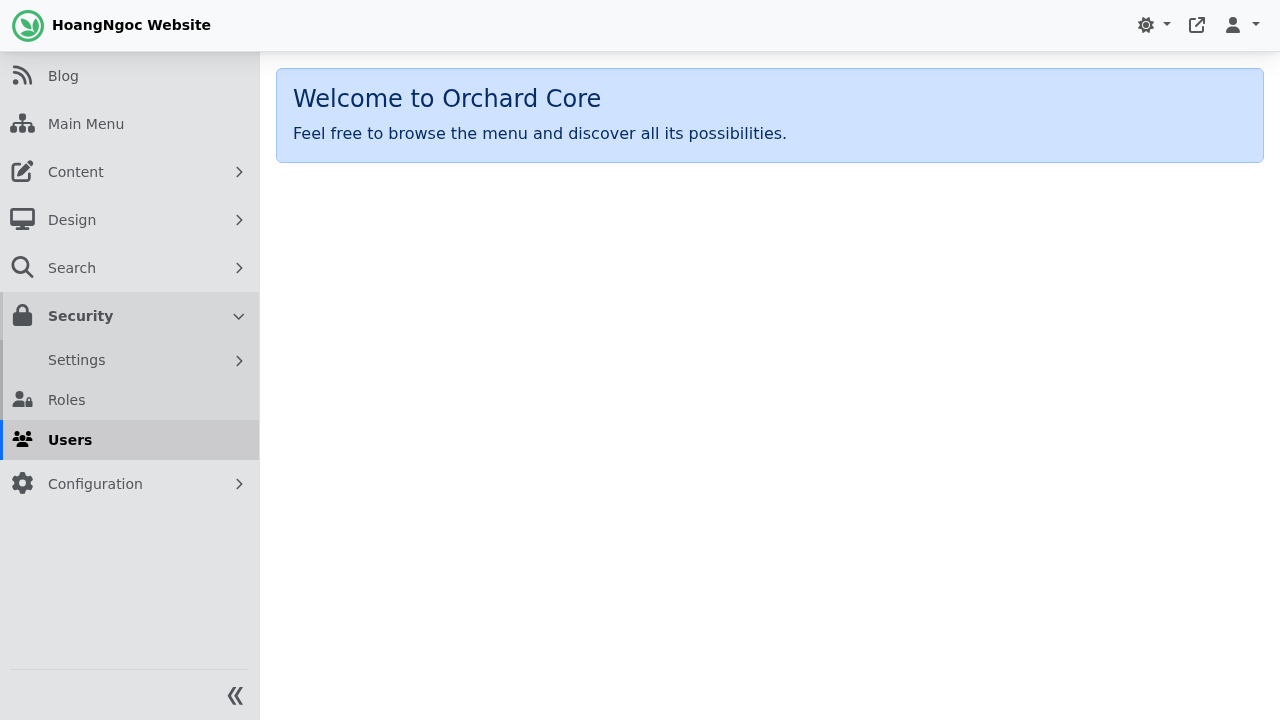 HoangNgoc Website
Blog
Main Menu
Content
Design
Search
Security
Settings
Roles
Users
Configuration
Welcome to Orchard Core
Feel free to browse the menu and discover all its possibilities.